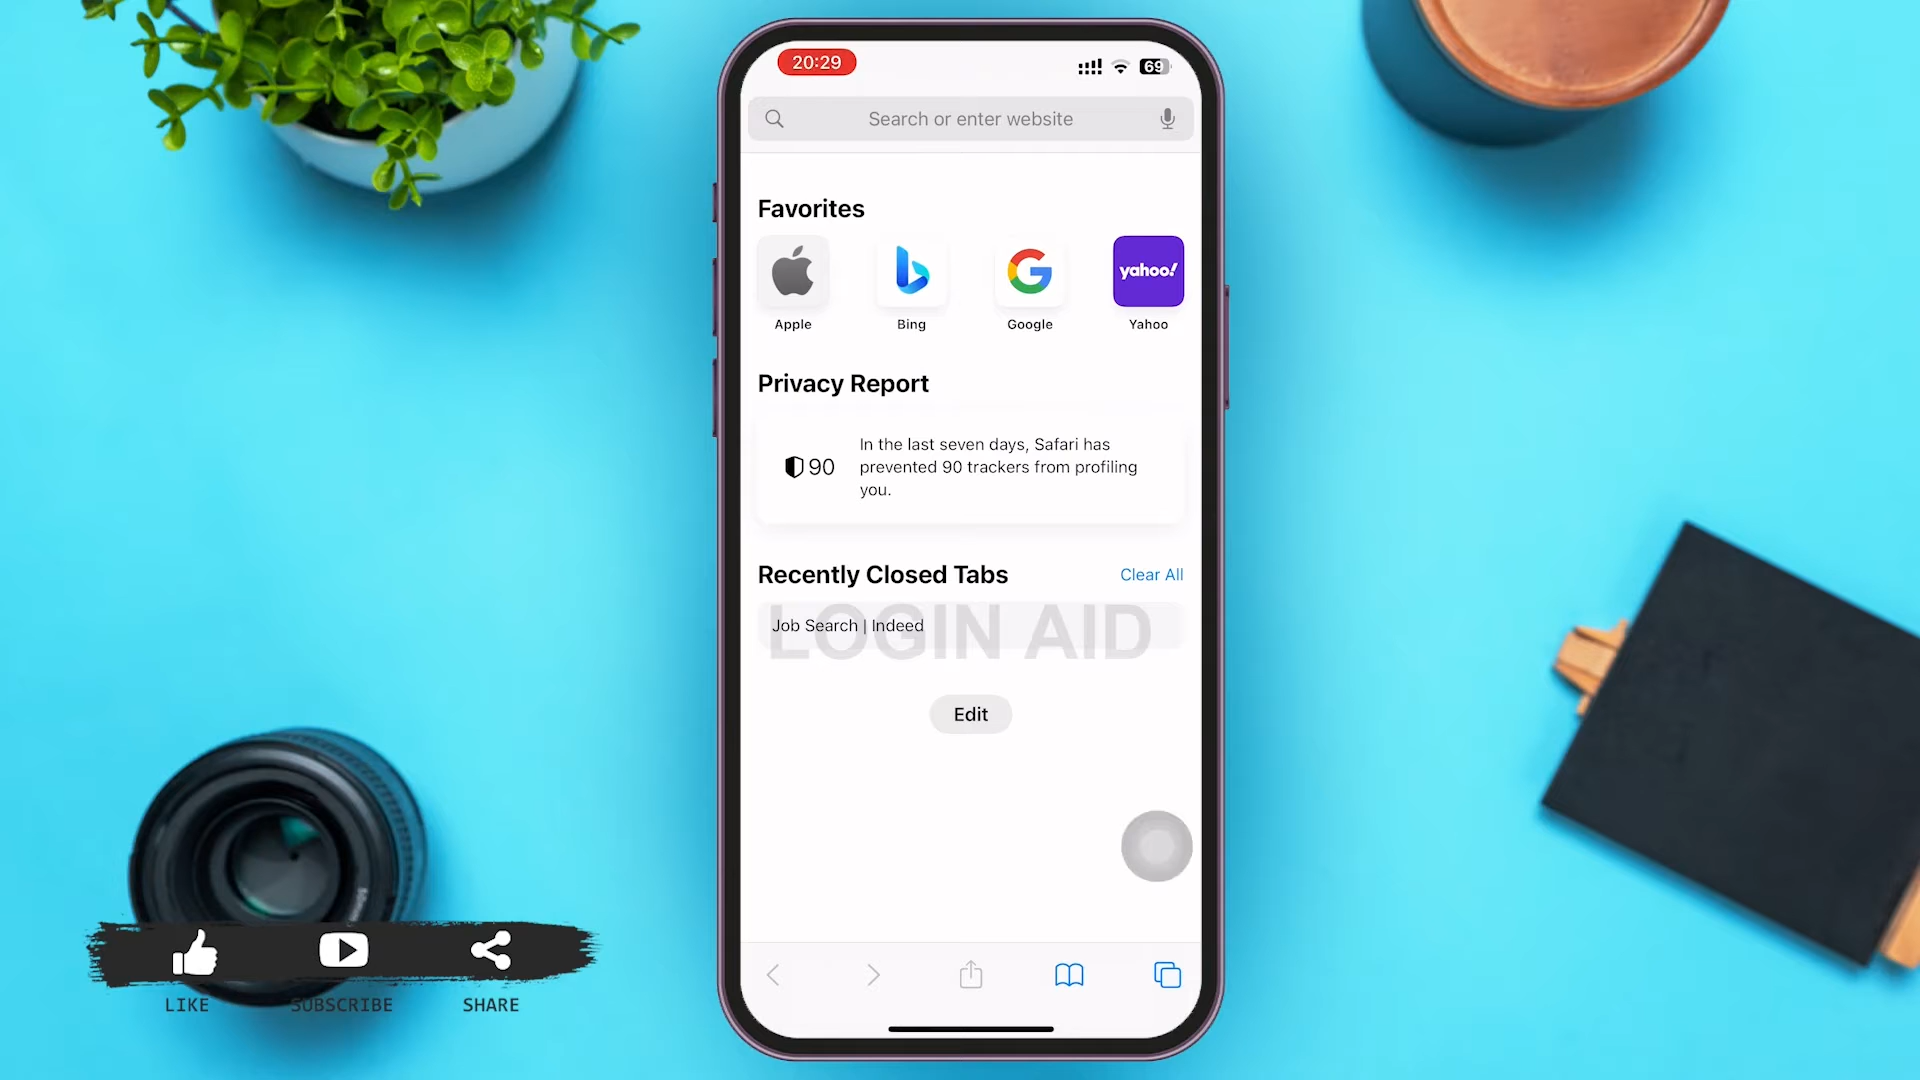 20:29
69
Search or enter website
Favorites
yahoo!
Apple
Bing
Google
Yahoo
Privacy Report
90
In the last seven days, Safari has
prevented 90 trackers from profiling
you.
Recently Closed Tabs
Clear All
Job Search | Indeed
LOGIN AID
Edit
LIKE
SUBSCRIBE
SHARE